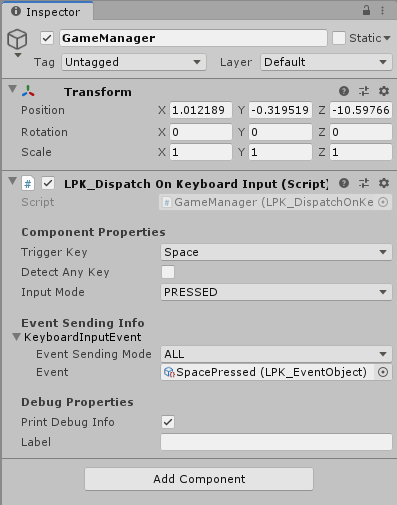 Inspector
GameManager
Static
Tag Untagged Layer Default
Transform
Position X 1.012189 Y -0.319519 Z -10.59766
Rotation X 0 Y 0 Z 0
Scale X 1 Y 1 Z 1
LPK_Dispatch On Keyboard Input (Script)
Script GameManager (LPK_DispatchOnKe
Component Properties
Trigger Key Space
Detect Any Key
Input Mode PRESSED
Event Sending Info
KeyboardInputEvent
Event Sending Mode ALL
Event SpacePressed (LPK_EventObject)
Debug Properties
Print Debug Info
Label
Add Component